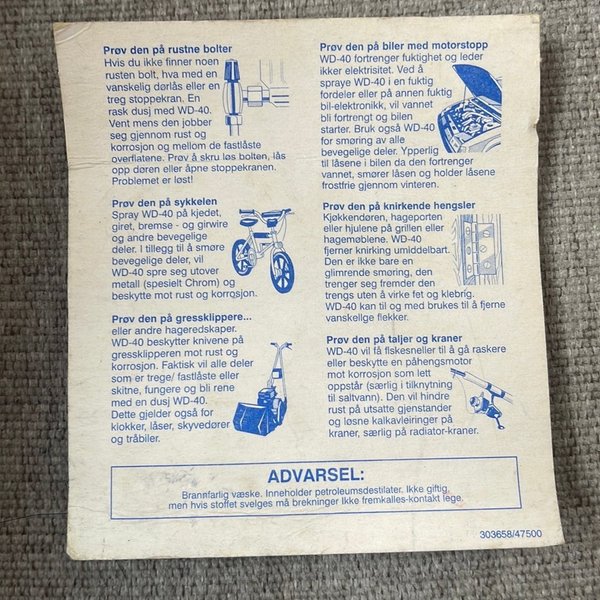 Prøv den på rustne bolter
Hvis du ikke finner noen
rusten bolt, hva med en
vanskelig dørlås eller en
treg stoppekran. En
rask dusj med WD-40.
Vent mens den jobber
seg gjennom rust og
korrosjon og mellom de fastlåste
overflatene. Prøv å skru løs bolten, lås
opp døren eller åpne stoppekranen.
Problemet er løst!
Prøv den på sykkelen
Spray WD-40 på kjedet,
giret, bremse - og girwire
og andre bevegelige
deler. I tillegg til å smøre
bevegelige deler, vil
WD-40 spre seg utover
metall (spesielt Chrom) og
beskytte mot rust og korrosjon.
Prøv den på gressklippere...
eller andre hageredskaper.
WD-40 beskytter knivene på
gressklipperen mot rust og
korrosjon. Faktisk vil alle deler
som er trege/ fastlåste eller
skitne, fungere og bli rene
med en dusj WD-40.
Dette gjelder også for
klokker, låser, skyvedører
og tråbiler.
Prøv den på biler med motorstopp
WD-40 fortrenger fuktighet og leder
ikke elektrisitet. Ved å
spraye WD-40 i en fuktig
fordeler eller på annen fuktig
bil-elektronikk, vil vannet
bli fortrengt og bilen
starter. Bruk også WD-40
for smøring av alle
bevegelige deler. Ypperlig
til låsene i bilen da den fortrenger
vannet, smører låsen og holder låsene
frostfrie gjennom vinteren.
Prøv den på knirkende hengsler
Kjøkkendøren, hageporten
eller hjulene på grillen eller
hagemøblene. WD-40
fjerner knirking umiddelbart.
Den er ikke bare en
glimrende smøring, den
trenger seg fremder den
trengs uten å virke fet og klebrig.
WD-40 kan til og med brukes til å fjerne
vanskelige flekker.
Prøv den på taljer og kraner
WD-40 vil få fiskesneller til å gå raskere
eller en påhengsmotor
mot korrosjon som lett
oppstår (særlig i tilknytning
til saltvann). Den vil hindre
rust på utsatte gjenstander
og løsne kalkavleiringer på
kraner, særlig på radiator-kraner.
ADVARSEL:
Brannfarlig væske. Inneholder petroleumsdestilater. Ikke giftig,
men hvis stoffet svelges må brekninger Ikke fremkalles-kontakt lege.
303658/47500